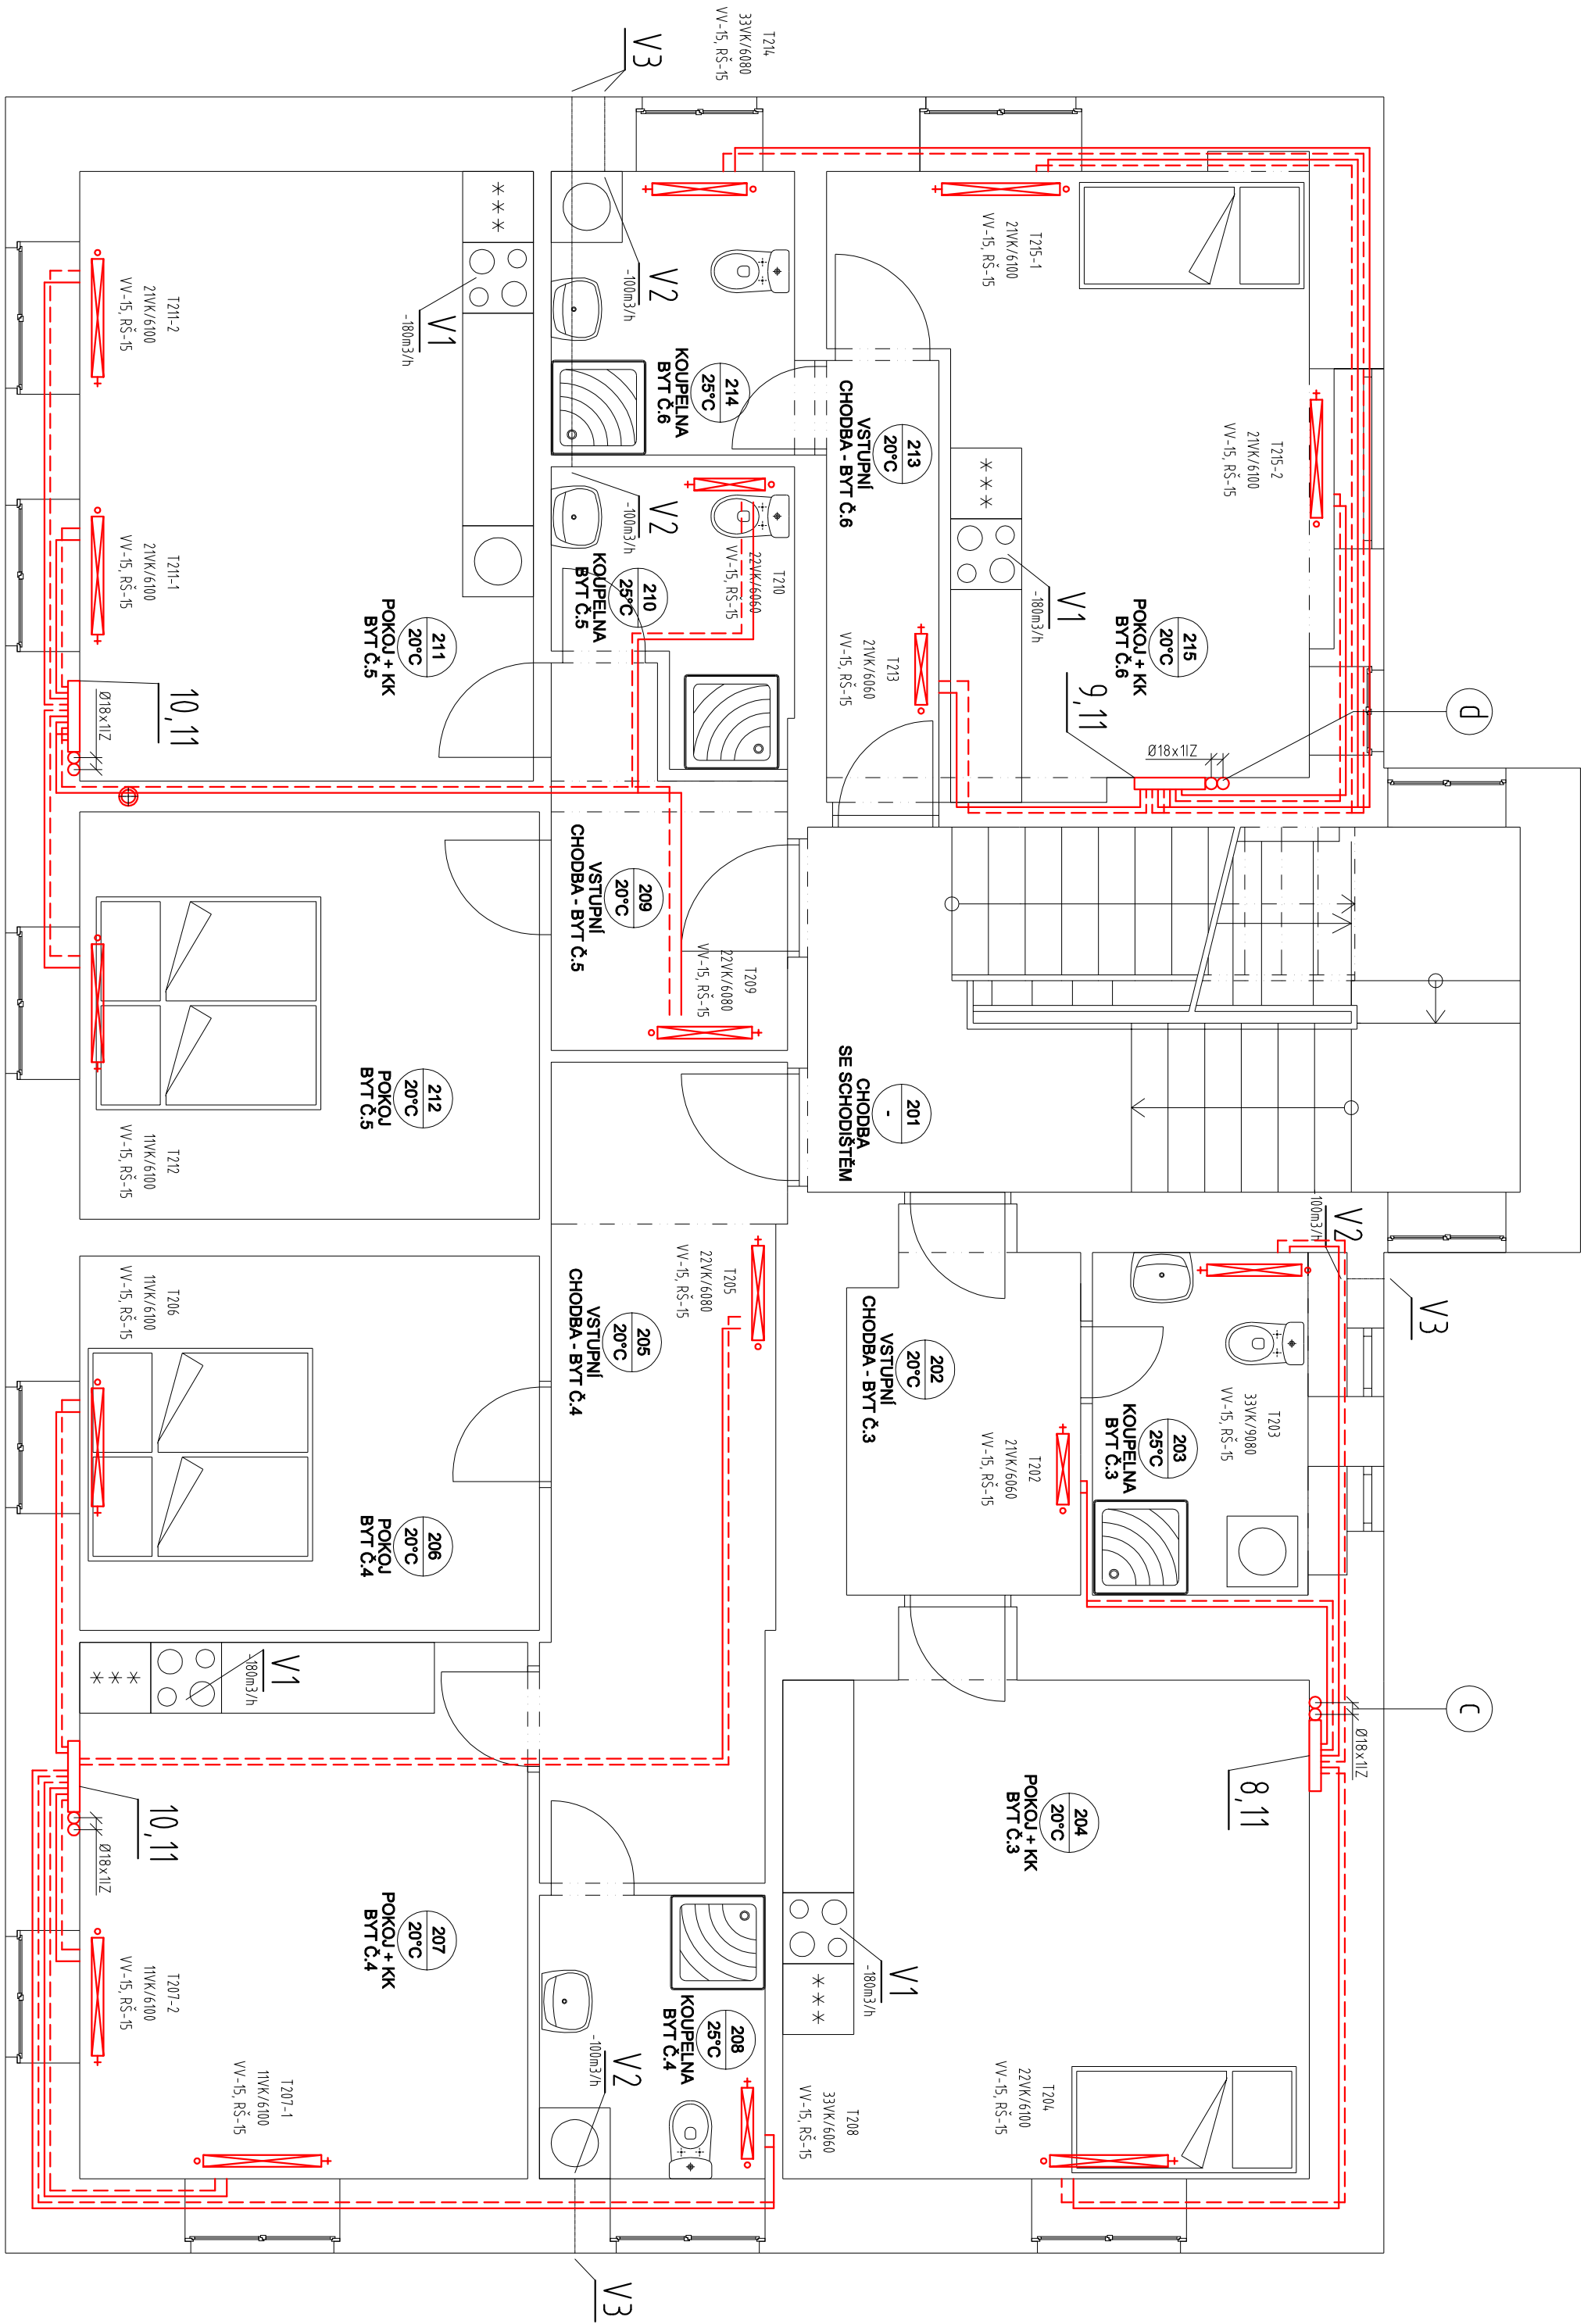 T214
33VK/6080
VV-15, RŠ-15
V3
T215-1
21VK/6100
VV-15, RŠ-15
T215-2
21VK/6100
VV-15, RŠ-15
V2
-100m3/h
214
25°C
KOUPELNA
BYT Č.6
V1
-180m3/h
T211-2
21VK/6100
VV-15, RŠ-15
213
20°C
VSTUPNÍ
CHODBA - BYT Č.6
***
V2
-100m3/h
T210
22VK/6060
VV-15, RŠ-15
210
25°C
KOUPELNA
BYT Č.5
V1
-180m3/h
215
20°C
POKOJ + KK
BYT Č.6
T213
21VK/6060
VV-15, RŠ-15
9,11
Ø18x1IZ
d
***
T211-1
21VK/6100
VV-15, RŠ-15
211
20°C
POKOJ + KK
BYT Č.5
10,11
Ø18x1IZ
209
20°C
VSTUPNÍ
CHODBA - BYT Č.5
T209
22VK/6080
VV-15, RŠ-15
201
-
CHODBA
SE SCHODIŠTĚM
212
20°C
POKOJ
BYT Č.5
T212
11VK/6100
VV-15, RŠ-15
V2
100m3/h
V3
T205
22VK/6080
VV-15, RŠ-15
205
20°C
VSTUPNÍ
CHODBA - BYT Č.4
T206
11VK/6100
VV-15, RŠ-15
202
20°C
VSTUPNÍ
CHODBA - BYT Č.3
T203
33VK/9080
VV-15, RŠ-15
203
25°C
KOUPELNA
BYT Č.3
T202
21VK/6060
VV-15, RŠ-15
206
20°C
POKOJ
BYT Č.4
V1
-180m3/h
***
c
Ø18x1IZ
8,11
204
20°C
POKOJ + KK
BYT Č.3
10,11
Ø18x1IZ
207
20°C
POKOJ + KK
BYT Č.4
T207-2
11VK/6100
VV-15, RŠ-15
V1
-180m3/h
***
208
25°C
KOUPELNA
BYT Č.4
V2
-100m3/h
T204
22VK/6100
VV-15, RŠ-15
T208
33VK/6060
VV-15, RŠ-15
T207-1
11VK/6100
VV-15, RŠ-15
V3